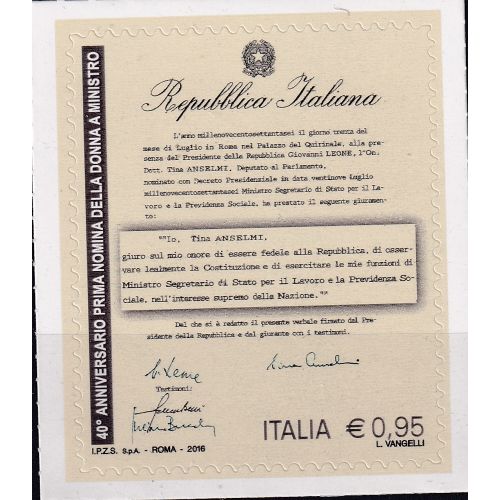 40° ANNIVERSARIO PRIMA NOMINA DELLA DONNA A MINISTRO
Repubblica Italiana
L'anno millenovecentosettantasei il giorno trenta del
mese di Luglio in Roma nel Palazzo del Quirinale, alla pre
senza del Presidente della Repubblica Giovanni LEONE, l'On.
Dott. Tina ANSELMI, Deputato al Parlamento,
nominato con Decreto Presidenziale in data ventinove Luglio
millenovecentosettantasei Ministro Segretario di Stato per il La-
voro e la Previdenza Sociale, ha prestato il seguente giuramen-
to:
""Io, Tina ANSELMI,
giuro sul mio onore di essere fedele alla Repubblica, di osser-
vare lealmente la Costituzione e di esercitare le mie funzioni di
Ministro Segretario di Stato per il Lavoro e la Previdenza So-
ciale, nell'interesse supremo della Nazione.""
Del che si è redatto il presente verbale firmato dal Pre-
sidente della Repubblica e dal giurante con i testimoni.
Testimoni:
ITALIA € 0,95
L. VANGELLI
I.P.Z.S. S.p.A. - ROMA - 2016